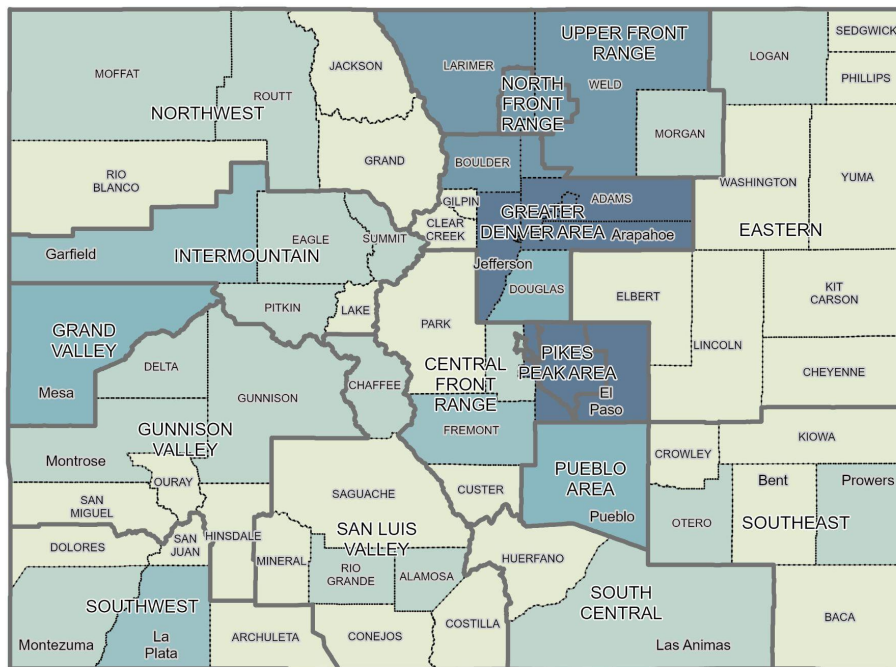 SEDGWICK
UPPER FRONT
RANGE
LOGAN
JACKSON
LARIMER
MOFFAT
PHILLIPS
NORTH
FRONT
RANGE
WELD
ROUTT
NORTHWEST
MORGAN
GRAND
BOULDER
RIO
BLANCO
WASHINGTON
YUMA
GILPIN
ADAMS
GREATER
DENVER AREA
CLEAR
CREEK
EASTERN
Arapahoe
EAGLE
SUMMIT
Garfield
INTERMOUNTAIN
Jefferson
DOUGLAS
ELBERT
KIT
CARSON
PITKIN
LAKE
PARK
GRAND
VALLEY
LINCOLN
PIKES
PEAK AREA
DELTA
CENTRAL
FRONT
RANGE
CHEYENNE
CHAFFEE
Mesa
El
Paso
GUNNISON
GUNNISON
VALLEY
FREMONT
KIOWA
CROWLEY
Montrose
PUEBLO
AREA
OURAY
Bent
Prowers
SAGUACHE
CUSTER
SAN
MIGUEL
Pueblo
OTERO
SOUTHEAST
SAN
JUAN
HINSDALE
SAN LUIS
VALLEY
DOLORES
MINERAL
HUERFANO
RIO
GRANDE
ALAMOSA
SOUTH
CENTRAL
SOUTHWEST
COSTILLA
BACA
Montezuma
La
Plata
ARCHULETA
CONEJOS
Las Animas